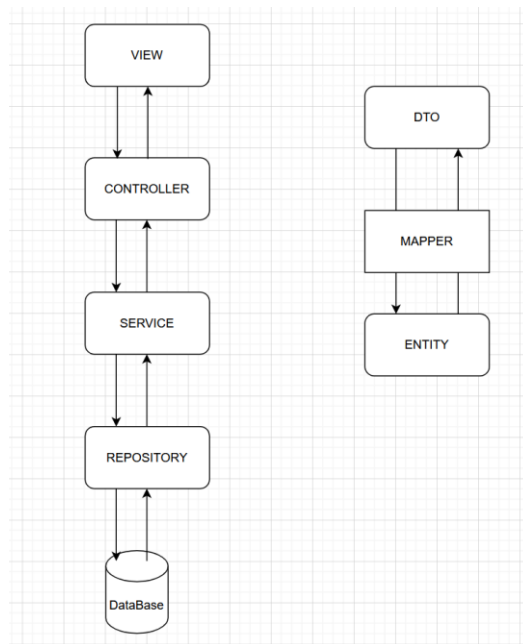 VIEW
CONTROLLER
SERVICE
REPOSITORY
DataBase
DTO
MAPPER
ENTITY